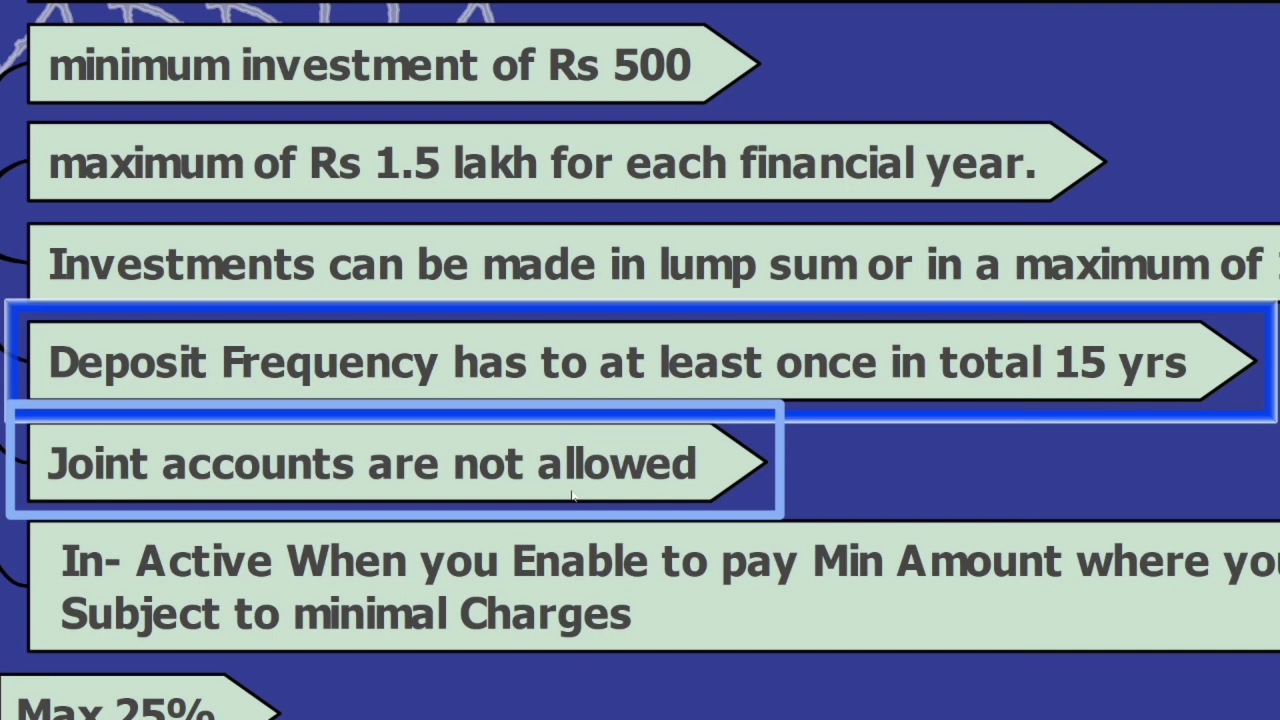 minimum investment of Rs 500
maximum of Rs 1.5 lakh for each financial year.
Investments can be made in lump sum or in a maximum of
Deposit Frequency has to at least once in total 15 yrs
Joint accounts are not allowed
In- Active When you Enable to pay Min Amount where
Subject to minimal Charges
Max 25%